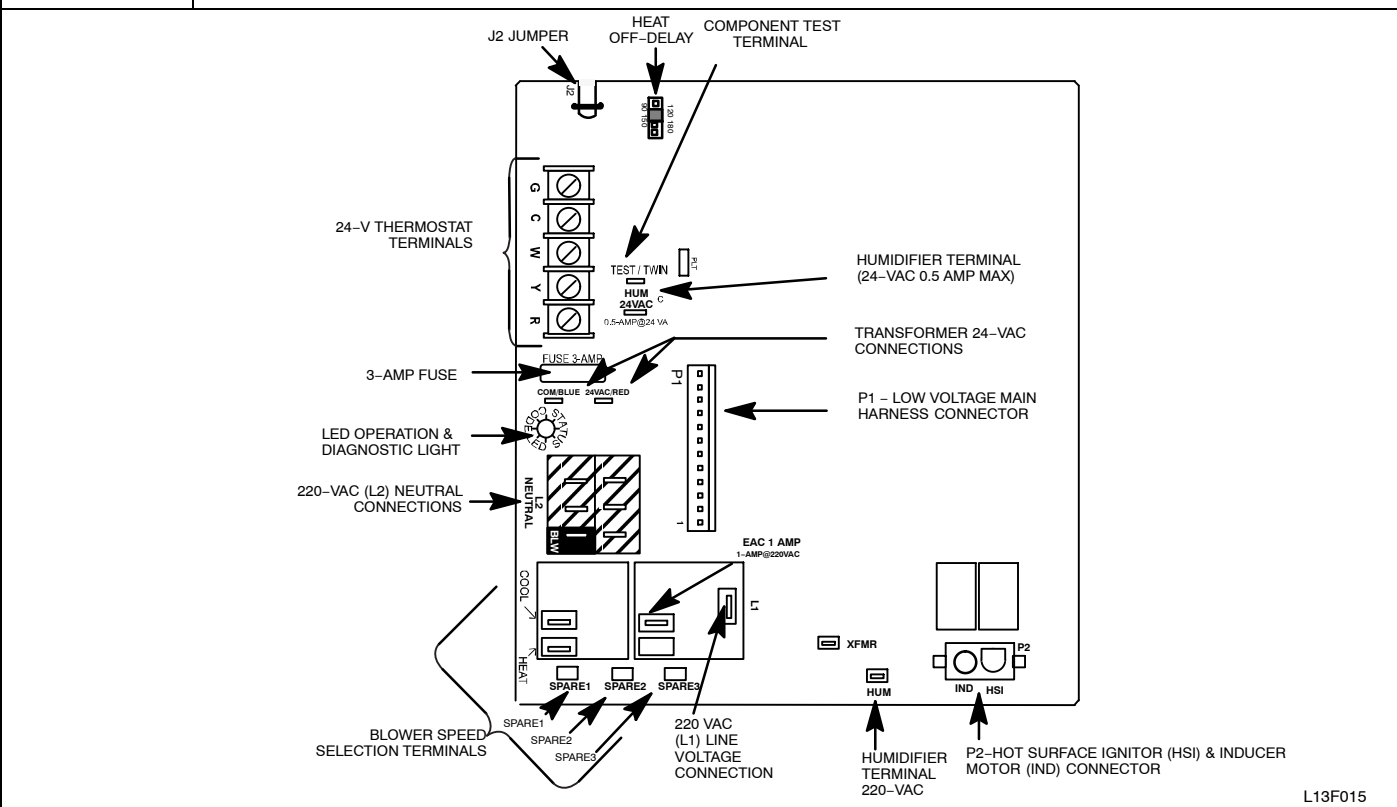 HEAT
OFF-DELAY
COMPONENT TEST
TERMINAL
J2 JUMPER
J2
90 150
120 180
24-V THERMOSTAT
TERMINALS
G
C
W
Y
R
TEST / TWIN
PLT
HUM
24VAC
C
0.5-AMP@24 VA
HUMIDIFIER TERMINAL
(24-VAC 0.5 AMP MAX)
TRANSFORMER 24-VAC
CONNECTIONS
FUSE 3-AMP
3-AMP FUSE
COM/BLUE
24VAC/RED
P1
P1 - LOW VOLTAGE MAIN
HARNESS CONNECTOR
STATUS
CODE LED
LED OPERATION &
DIAGNOSTIC LIGHT
220-VAC (L2) NEUTRAL
CONNECTIONS
L2
NEUTRAL
BLW
1
EAC 1 AMP
1-AMP@220VAC
COOL
HEAT
L1
XFMR
P2
HUM
IND
HSI
SPARE1
SPARE2
SPARE3
SPARE1
SPARE2
SPARE3
BLOWER SPEED
SELECTION TERMINALS
220 VAC
(L1) LINE
VOLTAGE
CONNECTION
HUMIDIFIER
TERMINAL
220-VAC
P2-HOT SURFACE IGNITOR (HSI) & INDUCER
MOTOR (IND) CONNECTOR
L13F015